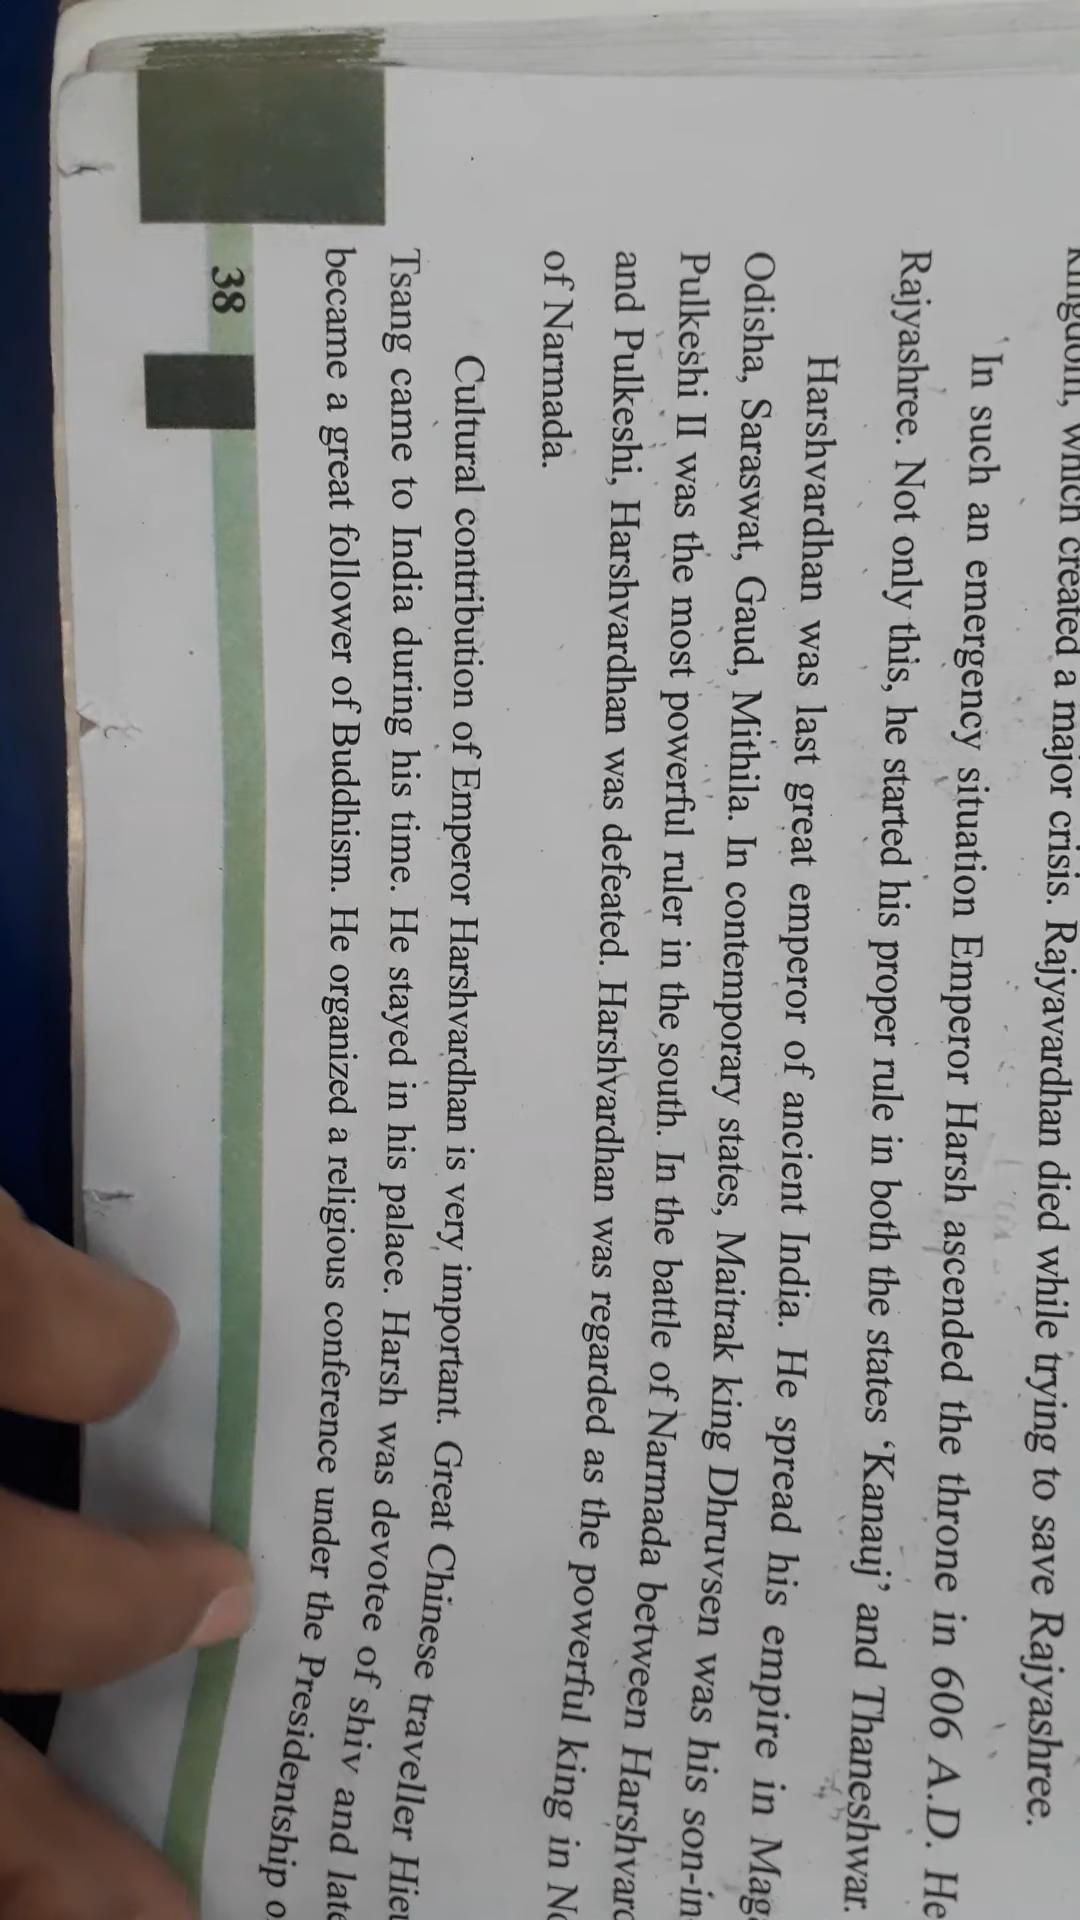 which created a major crisis. Rajyavardhan died while trying to save Rajyashree.
In such an emergency situation Emperor Harsh ascended the throne in 606 A.D. He
Rajyashree. Not only this, he started his proper rule in both the states ‘Kanauj’ and Thaneshwar.
Harshvardhan was last great emperor of ancient India. He spread his empire in
Odisha, Saraswat, Gaud, Mithila. In contemporary states, Maitrak king Dhruvsen was his son-in
Pulkeshi II was the most powerful ruler in the south. In the battle of Narmada between
and Pulkeshi, Harshvardhan was defeated. Harshvardhan was regarded as the powerful king in
of Narmada.
Cultural contribution of Emperor Harshvardhan is very important. Great Chinese traveller
Tsang came to India during his time. He stayed in his palace. Harsh was devotee of shiv and
became a great follower of Buddhism. He organized a religious conference under the Presidentship
38